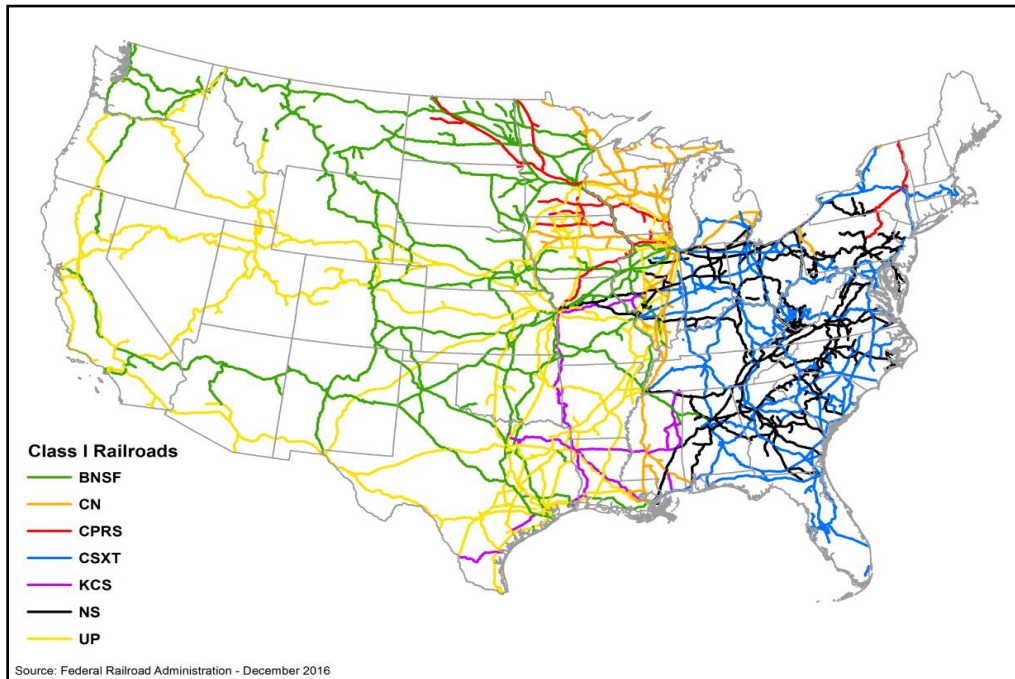 Class I Railroads
BNSF
CN
CPRS
CSXT
KCS
NS
UP
Source: Federal Railroad Administration - December 2016